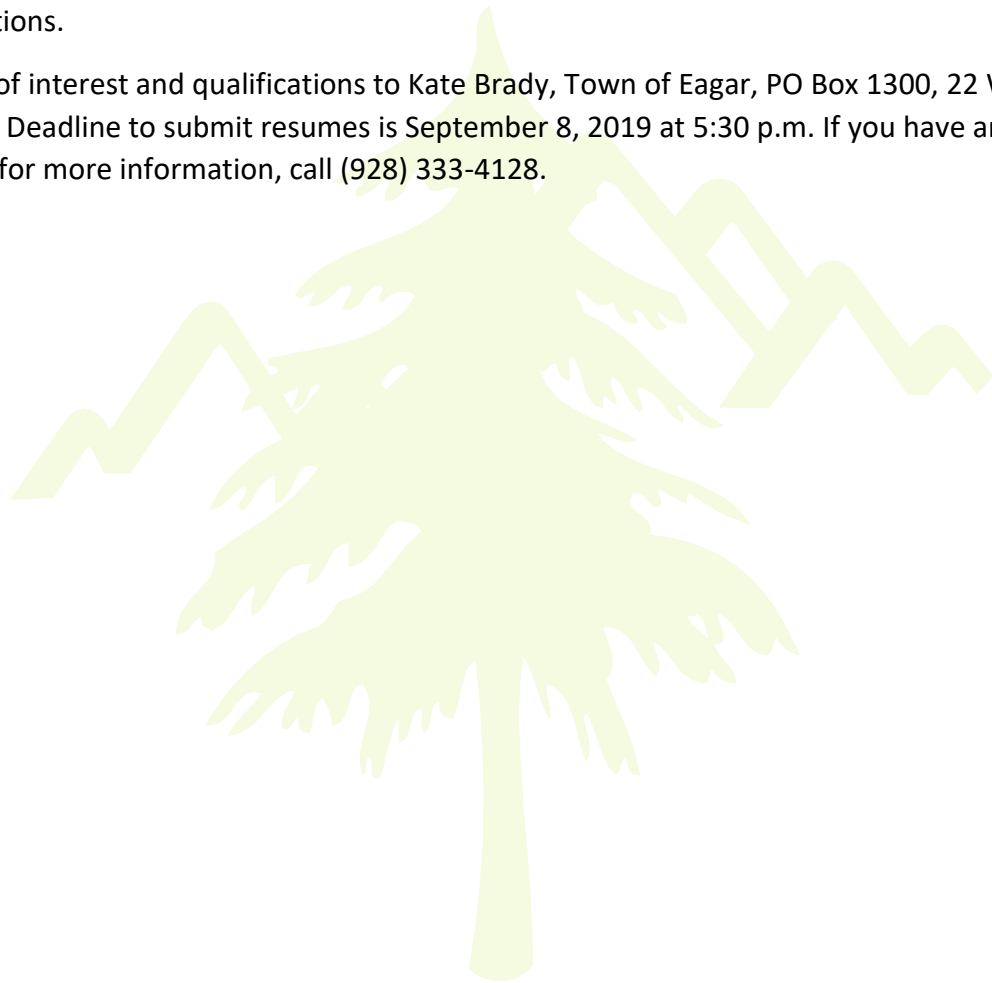 tions.
of interest and qualifications to Kate Brady, Town of Eagar, PO Box 1300, 22 W
Deadline to submit resumes is September 8, 2019 at 5:30 p.m. If you have an
for more information, call (928) 333-4128.